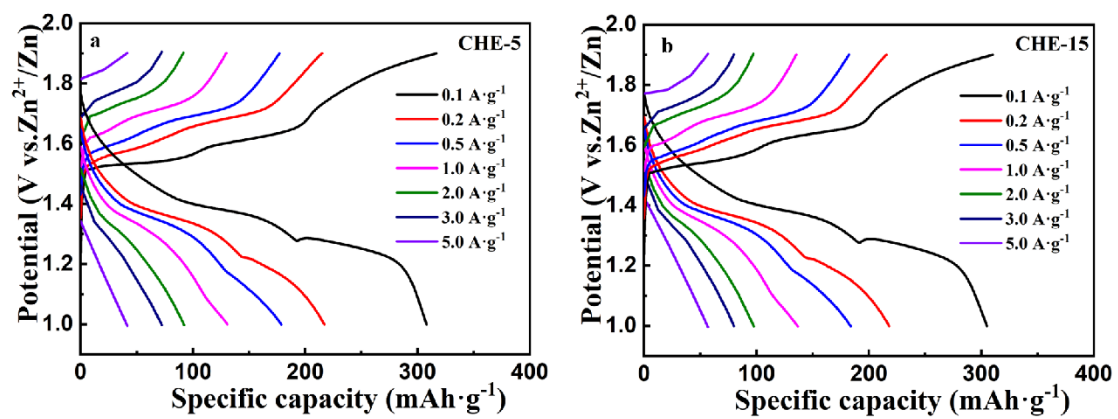 a
CHE-5
2.0
1.8
1.6
1.4
1.2
1.0
Potential (V vs.Zn²⁺/Zn)
0.1 A·g⁻¹
0.2 A·g⁻¹
0.5 A·g⁻¹
1.0 A·g⁻¹
2.0 A·g⁻¹
3.0 A·g⁻¹
5.0 A·g⁻¹
0 100 200 300 400
Specific capacity (mAh·g⁻¹)
b
CHE-15
2.0
1.8
1.6
1.4
1.2
1.0
Potential (V vs.Zn²⁺/Zn)
0.1 A·g⁻¹
0.2 A·g⁻¹
0.5 A·g⁻¹
1.0 A·g⁻¹
2.0 A·g⁻¹
3.0 A·g⁻¹
5.0 A·g⁻¹
0 100 200 300 400
Specific capacity (mAh·g⁻¹)